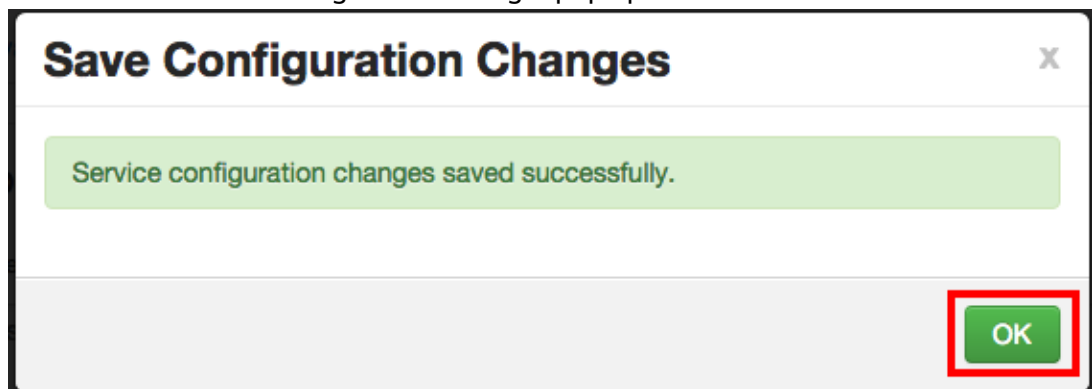 Save Configuration Changes
x
Service configuration changes saved successfully.
OK